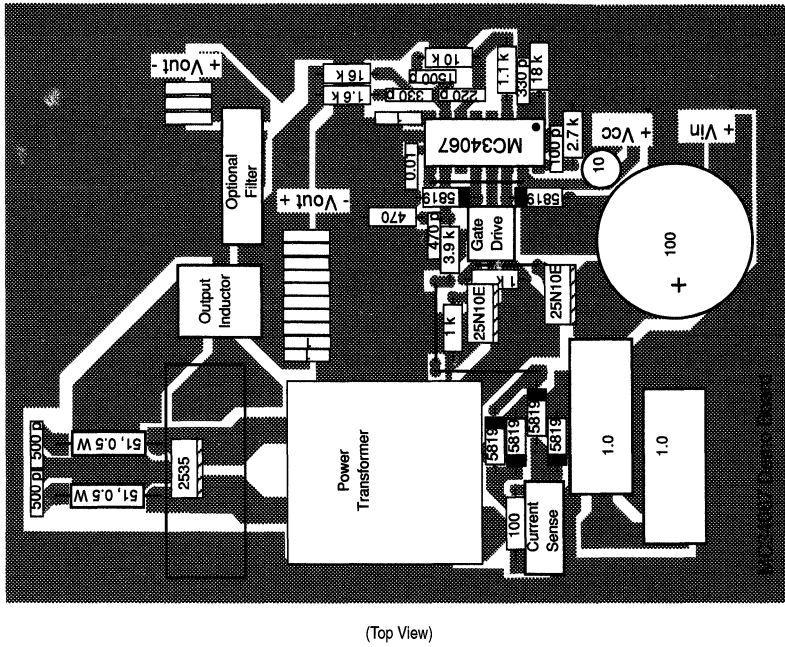 + Vout -
Optional
Filter
10 k
16 k
1500 p
1.6 k
330 p
220 p
1.1 k
330 p
18 k
MC34067
100 p
2.7 k
10
+ Vcc
+ Vin -
0.01
5819
5819
- Vout +
470
470 p
3.9 k
Gate
Drive
100
+
Output
Inductor
1 k
1 k
25N10E
25N10E
500 p
500 p
51, 0.5 W
51, 0.5 W
2535
Power
Transformer
5819
5819
5819
5819
100
Current
Sense
1.0
1.0
MC34067 Demo Board
(Top View)